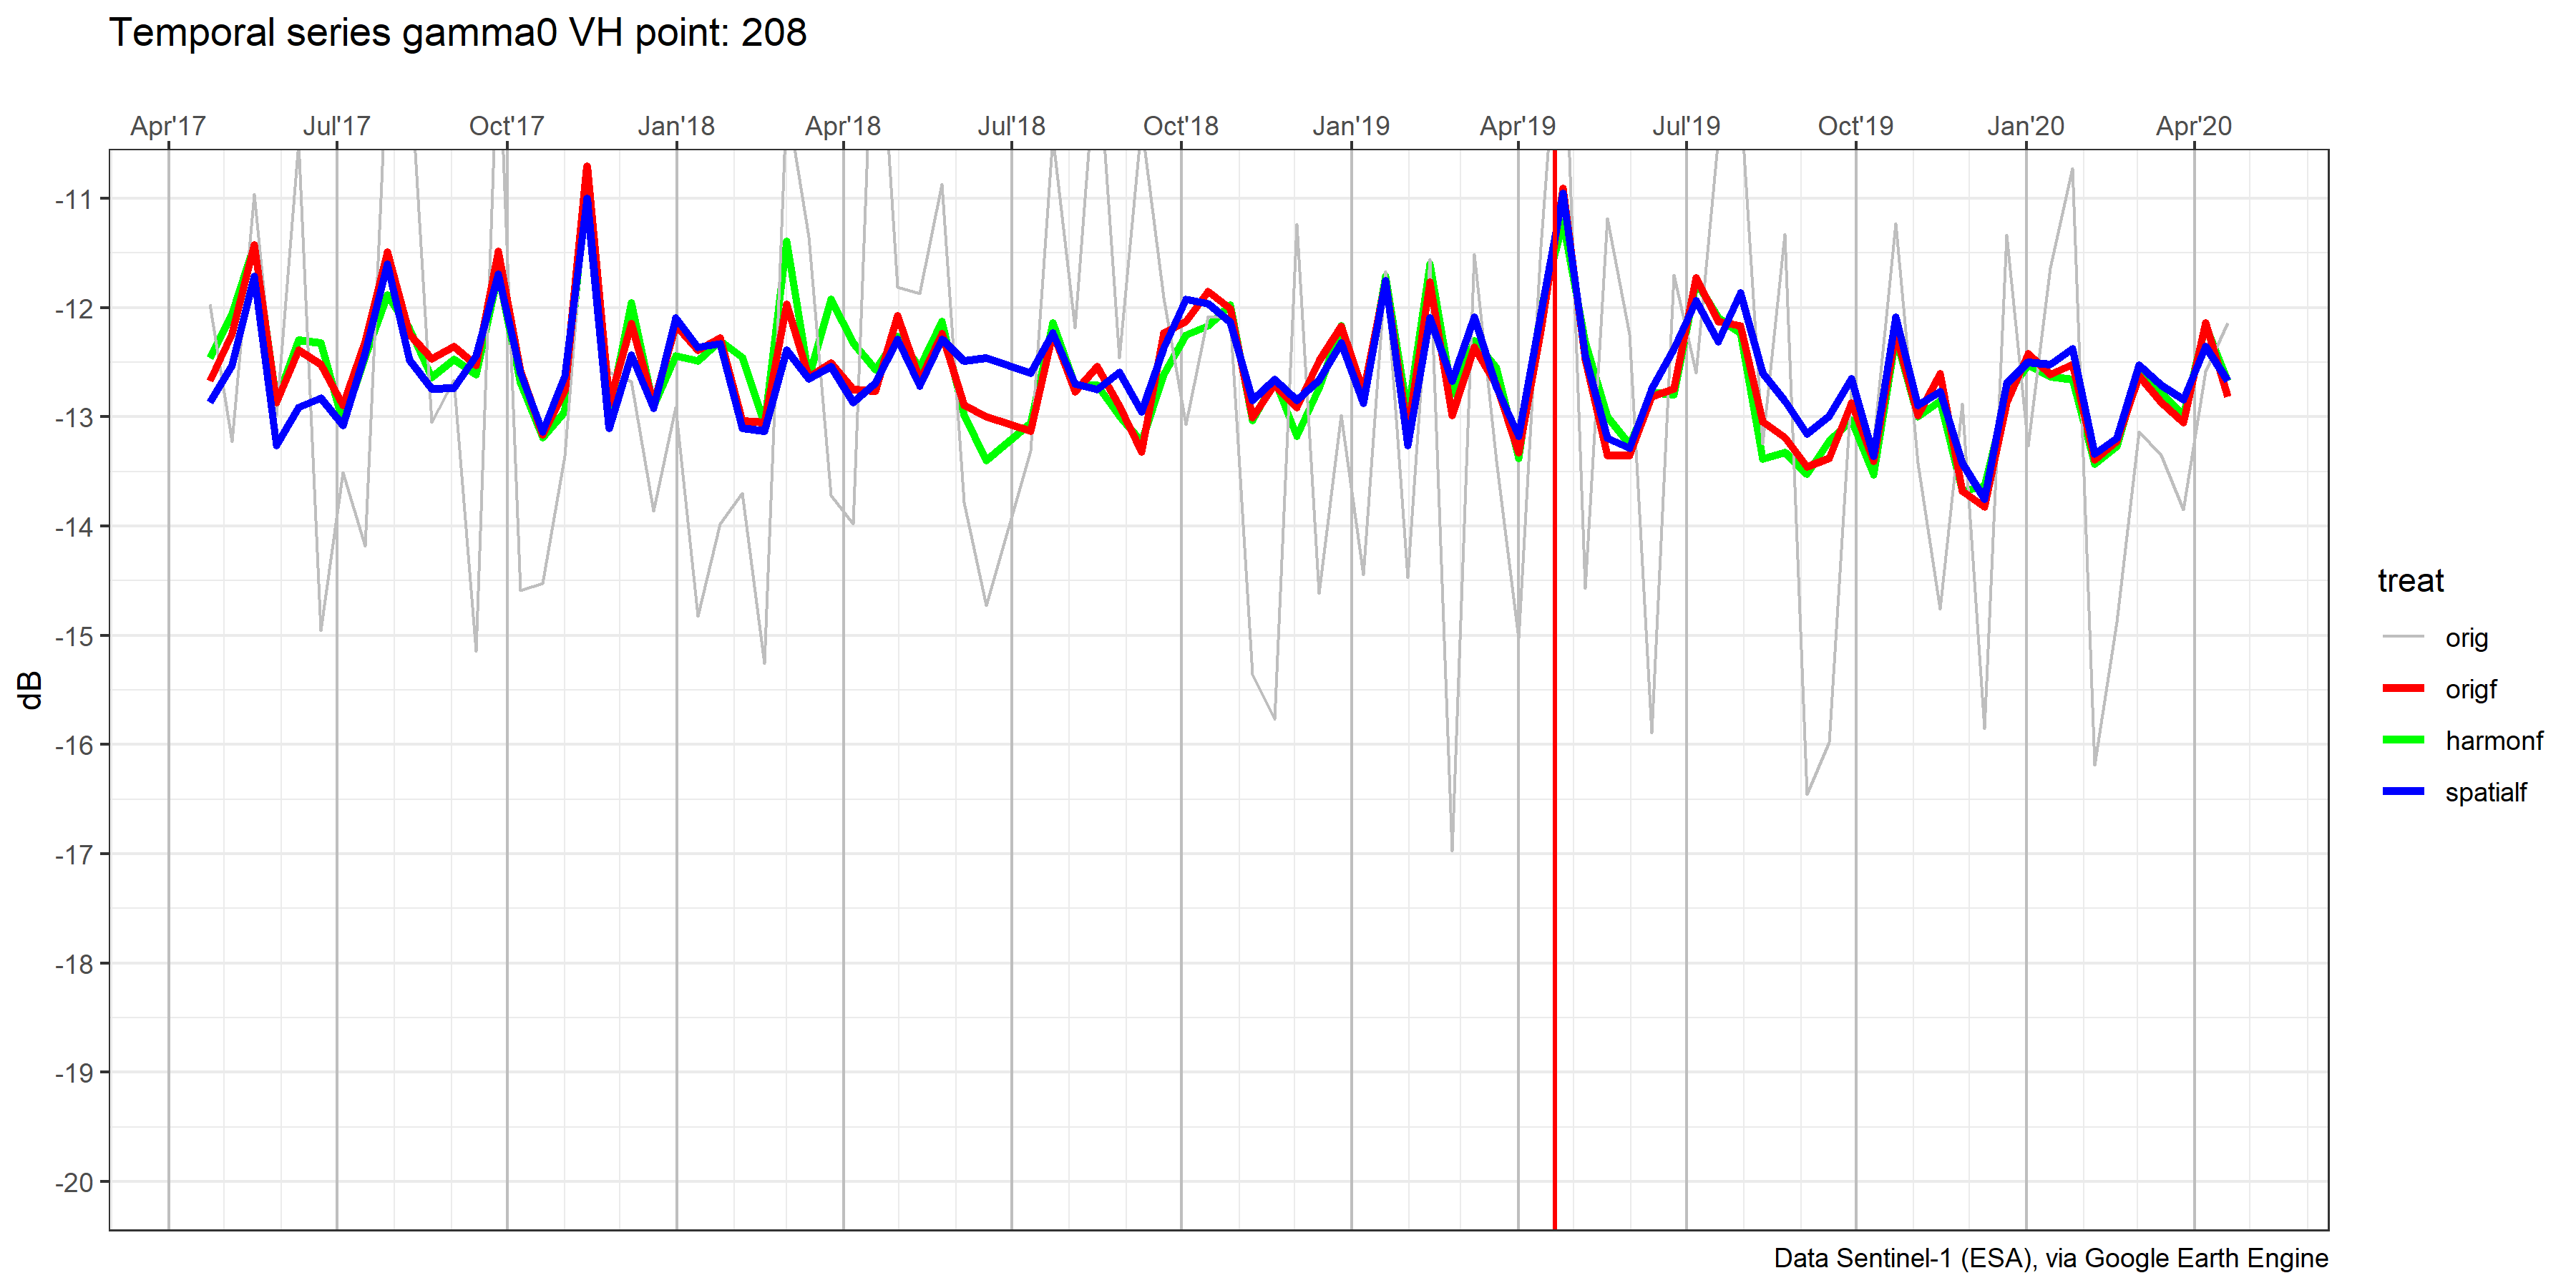 Temporal series gamma0 VH point: 208
Apr'17 Jul'17 Oct'17 Jan'18 Apr'18 Jul'18 Oct'18 Jan'19 Apr'19 Jul'19 Oct'19 Jan'20 Apr'20
-11
-12
-13
-14
-15
-16
-17
-18
-19
-20
dB
treat
orig
origf
harmonf
spatialf
Data Sentinel-1 (ESA), via Google Earth Engine